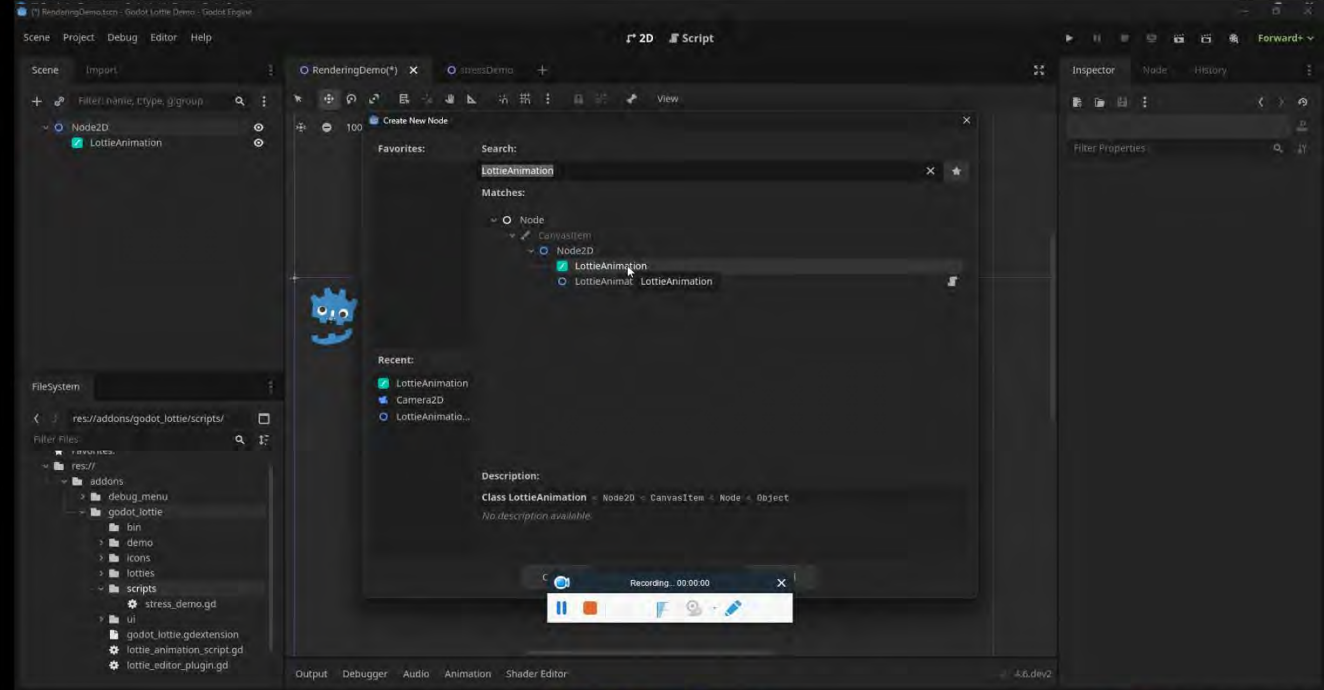 (*) RenderingDemo.tscn - Godot Lottie Demo - Godot Engine
Scene Project Debug Editor Help
2D Script
Forward+
Scene Import
RenderingDemo(*)
stressDemo
Inspector Node History
Filter: name, t:type, g:group
View
Node2D
LottieAnimation
100
Filter Properties
Create New Node
Favorites:
Search:
LottieAnimation
Matches:
Node
CanvasItem
Node2D
LottieAnimation
LottieAnimat
LottieAnimation
Recent:
LottieAnimation
Camera2D
LottieAnimatio...
Description:
Class LottieAnimation < Node2D < CanvasItem < Node < Object
No description available.
FileSystem
res://addons/godot_lottie/scripts/
Filter Files
Favorites:
res://
addons
debug_menu
godot_lottie
bin
demo
icons
lotties
scripts
stress_demo.gd
ui
godot_lottie.gdextension
lottie_animation_script.gd
lottie_editor_plugin.gd
Recording... 00:00:00
Output Debugger Audio Animation Shader Editor
4.6.dev2